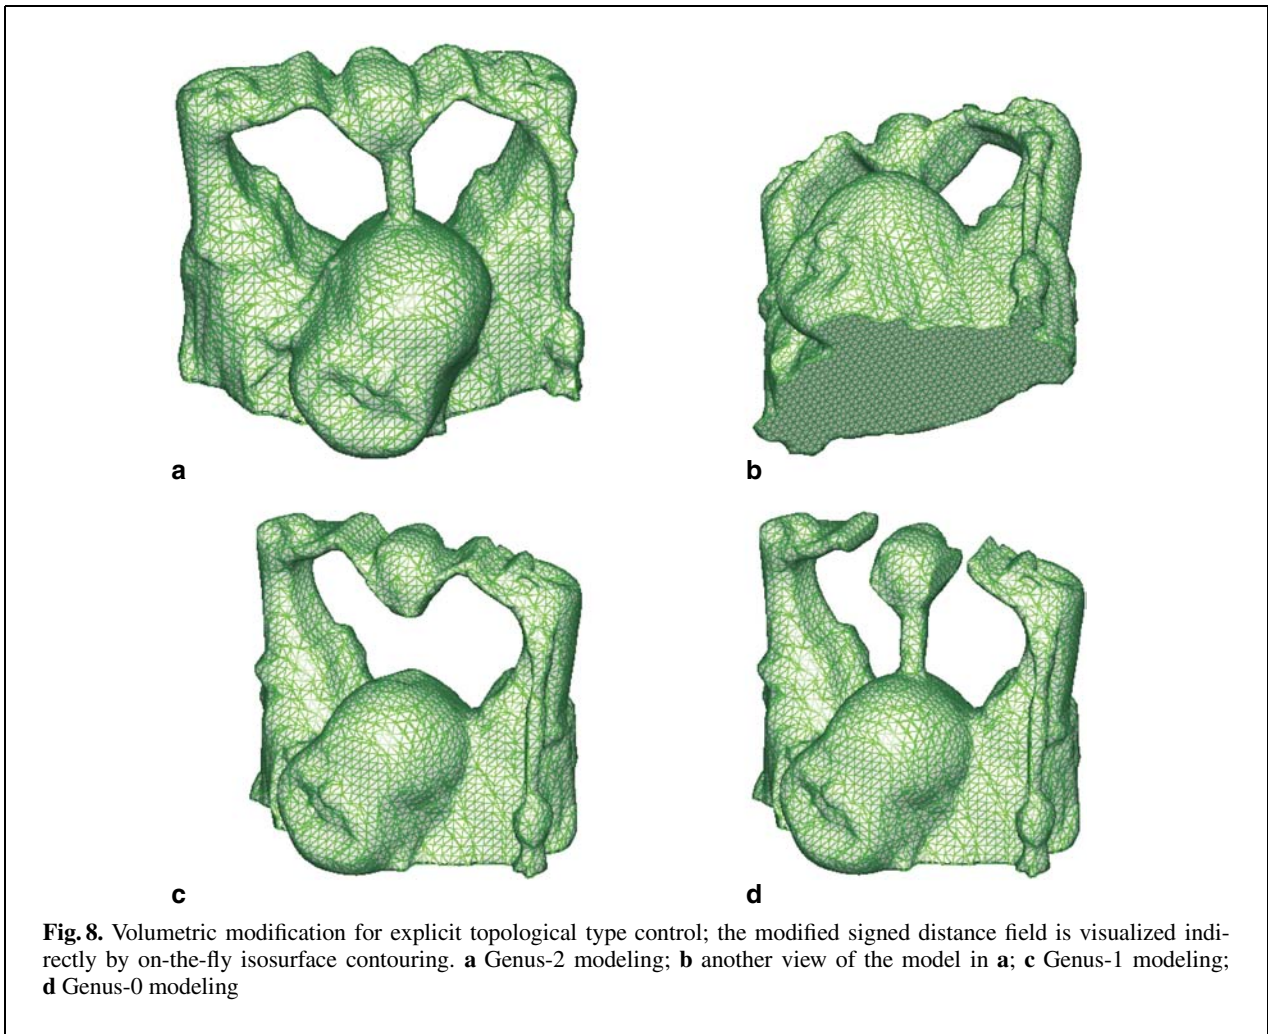 a
b
c
d
Fig. 8. Volumetric modification for explicit topological type control; the modified signed distance field is visualized indi-
rectly by on-the-fly isosurface contouring. a Genus-2 modeling; b another view of the model in a; c Genus-1 modeling;
d Genus-0 modeling